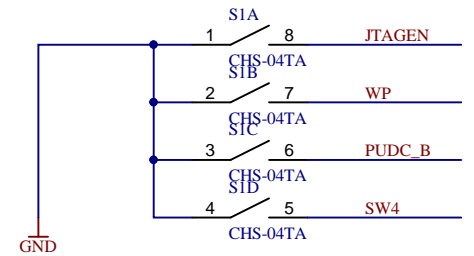 S1A
1 8 JTAGEN
CHS-04TA
S1B
2 7 WP
CHS-04TA
S1C
3 6 PUDC_B
CHS-04TA
S1D
4 5 SW4
CHS-04TA
GND